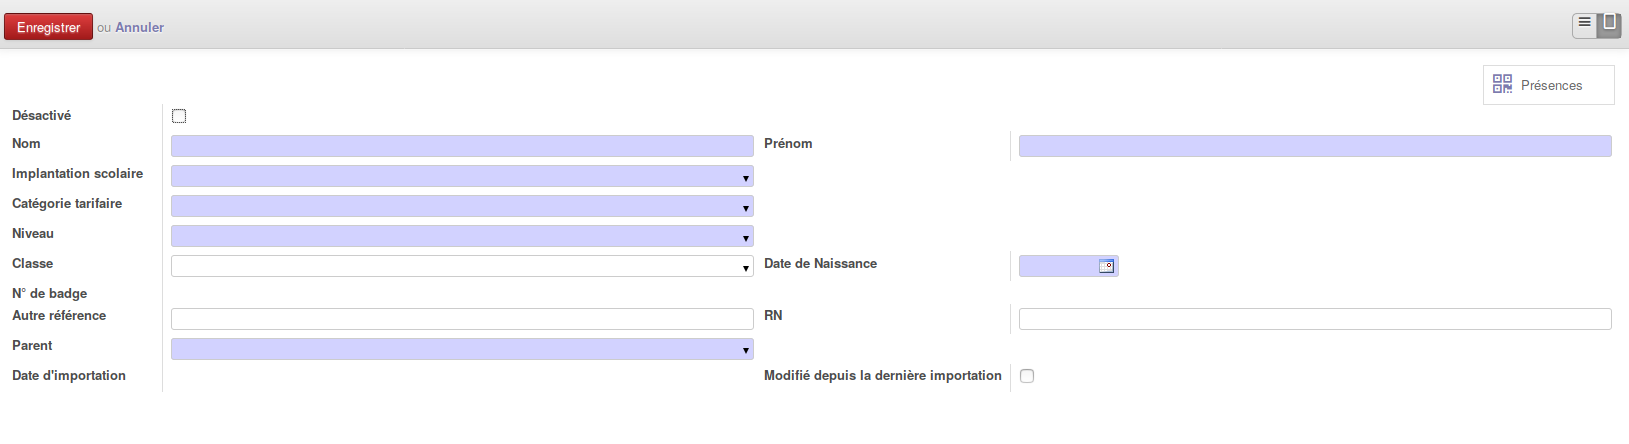 Enregistrer ou Annuler
Présences
Désactivé
Nom
Prénom
Implantation scolaire
Catégorie tarifaire
Niveau
Classe
Date de Naissance
N° de badge
Autre référence
RN
Parent
Date d'importation
Modifié depuis la dernière importation